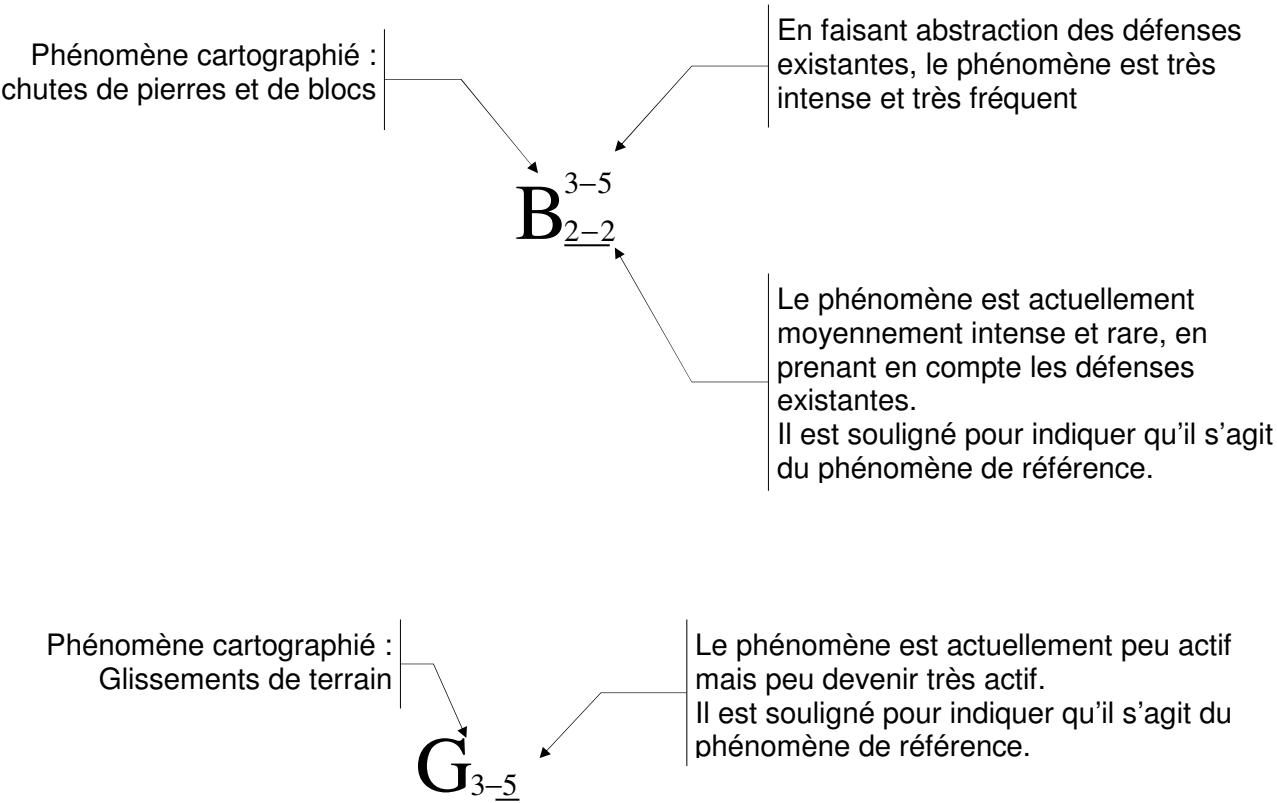 Phénomène cartographié :
chutes de pierres et de blocs
En faisant abstraction des défenses
existantes, le phénomène est très
intense et très fréquent
B 3–5
2–2
Le phénomène est actuellement
moyennement intense et rare, en
prenant en compte les défenses
existantes.
Il est souligné pour indiquer qu’il s’agit
du phénomène de référence.
Phénomène cartographié :
Glissements de terrain
Le phénomène est actuellement peu actif
mais peu devenir très actif.
Il est souligné pour indiquer qu’il s’agit du
phénomène de référence.
G3–5